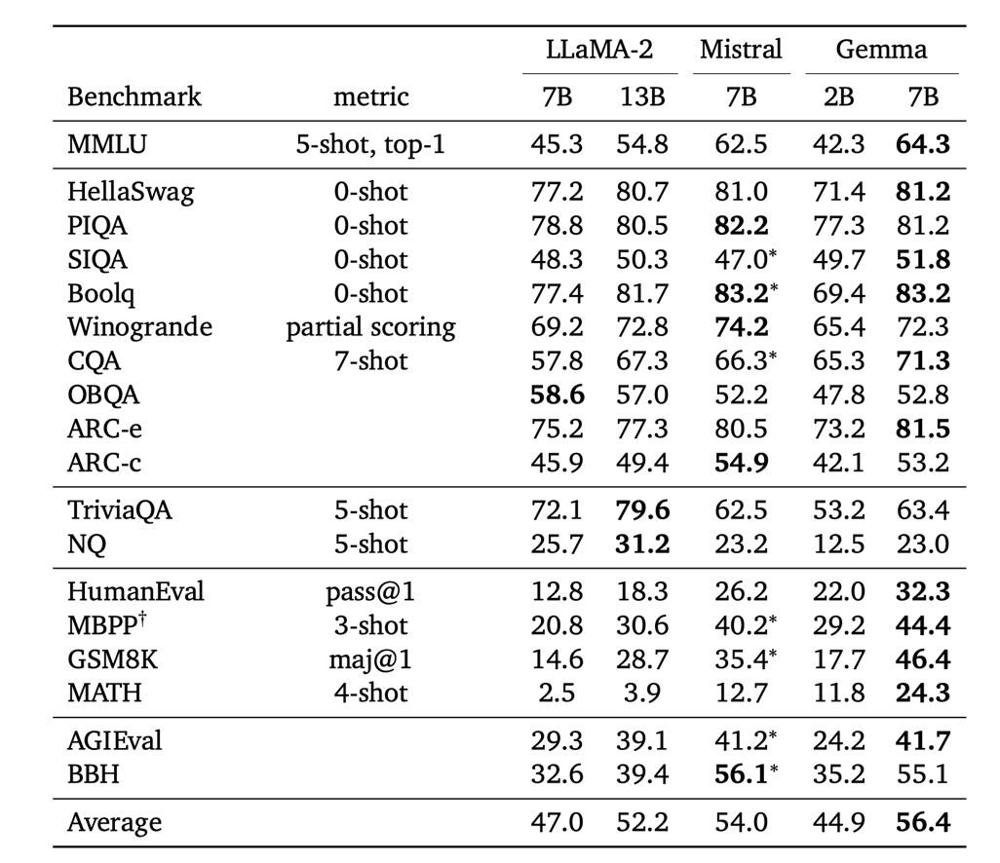 LLaMA-2 Mistral Gemma
Benchmark metric 7B 13B 7B 2B 7B
MMLU 5-shot, top-1 45.3 54.8 62.5 42.3 64.3
HellaSwag 0-shot 77.2 80.7 81.0 71.4 81.2
PIQA 0-shot 78.8 80.5 82.2 77.3 81.2
SIQA 0-shot 48.3 50.3 47.0* 49.7 51.8
Boolq 0-shot 77.4 81.7 83.2* 69.4 83.2
Winogrande partial scoring 69.2 72.8 74.2 65.4 72.3
CQA 7-shot 57.8 67.3 66.3* 65.3 71.3
OBQA 58.6 57.0 52.2 47.8 52.8
ARC-e 75.2 77.3 80.5 73.2 81.5
ARC-c 45.9 49.4 54.9 42.1 53.2
TriviaQA 5-shot 72.1 79.6 62.5 53.2 63.4
NQ 5-shot 25.7 31.2 23.2 12.5 23.0
HumanEval pass@1 12.8 18.3 26.2 22.0 32.3
MBPP† 3-shot 20.8 30.6 40.2* 29.2 44.4
GSM8K maj@1 14.6 28.7 35.4* 17.7 46.4
MATH 4-shot 2.5 3.9 12.7 11.8 24.3
AGIEval 29.3 39.1 41.2* 24.2 41.7
BBH 32.6 39.4 56.1* 35.2 55.1
Average 47.0 52.2 54.0 44.9 56.4